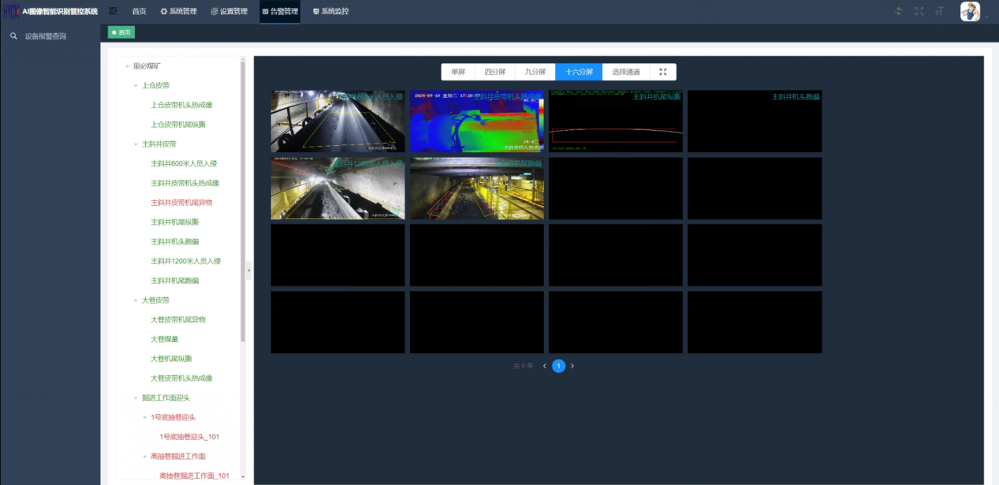 AI图像智能识别管控系统
首页
系统管理
设置管理
告警管理
系统监控
设备报警查询
首页
里必煤矿
上仓皮带
上仓皮带机头热成像
上仓皮带机尾纵撕
主斜井皮带
主斜井600米人员入侵
主斜井皮带机头热成像
主斜井皮带机尾异物
主斜井机尾纵撕
主斜井机头跑偏
主斜井1200米人员入侵
主斜井机尾跑偏
大巷皮带
大巷皮带机尾异物
大巷煤量
大巷机尾纵撕
大巷皮带机头热成像
掘进工作面迎头
1号底抽巷迎头
1号底抽巷迎头_101
高抽巷掘进工作面
高抽巷掘进工作面_101
单屏
四分屏
九分屏
十六分屏
选择通道
主斜井600米人员入侵
主斜井皮带机头热成像
主斜井机尾纵撕
主斜井机头跑偏
主斜井1200米人员入侵
主斜井机尾跑偏
共 6 条
1